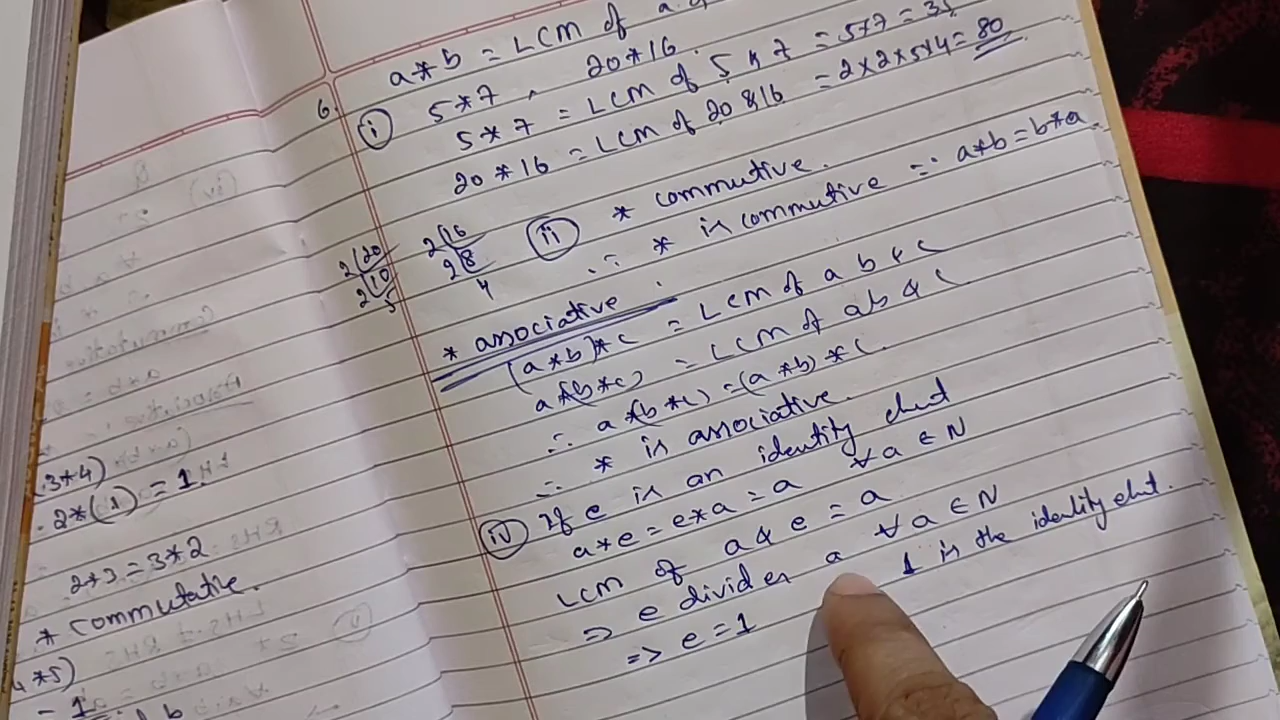 a * b = LCM of a
6.
(i) 5*7 , 20*16.
5*7 = LCM of 5 & 7 = 5×7 = 35
20*16 = LCM of 20 & 16 = 2×2×5×4 = 80
(ii) * commutive.
∴ * is commutive ∵ a*b = b*a.
2 20
2 10
5
2 16
2 8
4
* associative.
(a*b)*c = LCM of a b & c
a*(b*c) = LCM of a b & c.
∴ a*(b*c) = (a*b)*c.
∴ * is associative.
(iv) If e is an identity elmt
a*e = e*a = a ∀ a ∈ N
LCM of a & e = a
⇒ e divides a ∀ a ∈ N
⇒ e = 1 1 is the identity elmt.
(3*4)
2*(1) = 1
2*3 = 3*2
* commutative.
4*5)
= 1